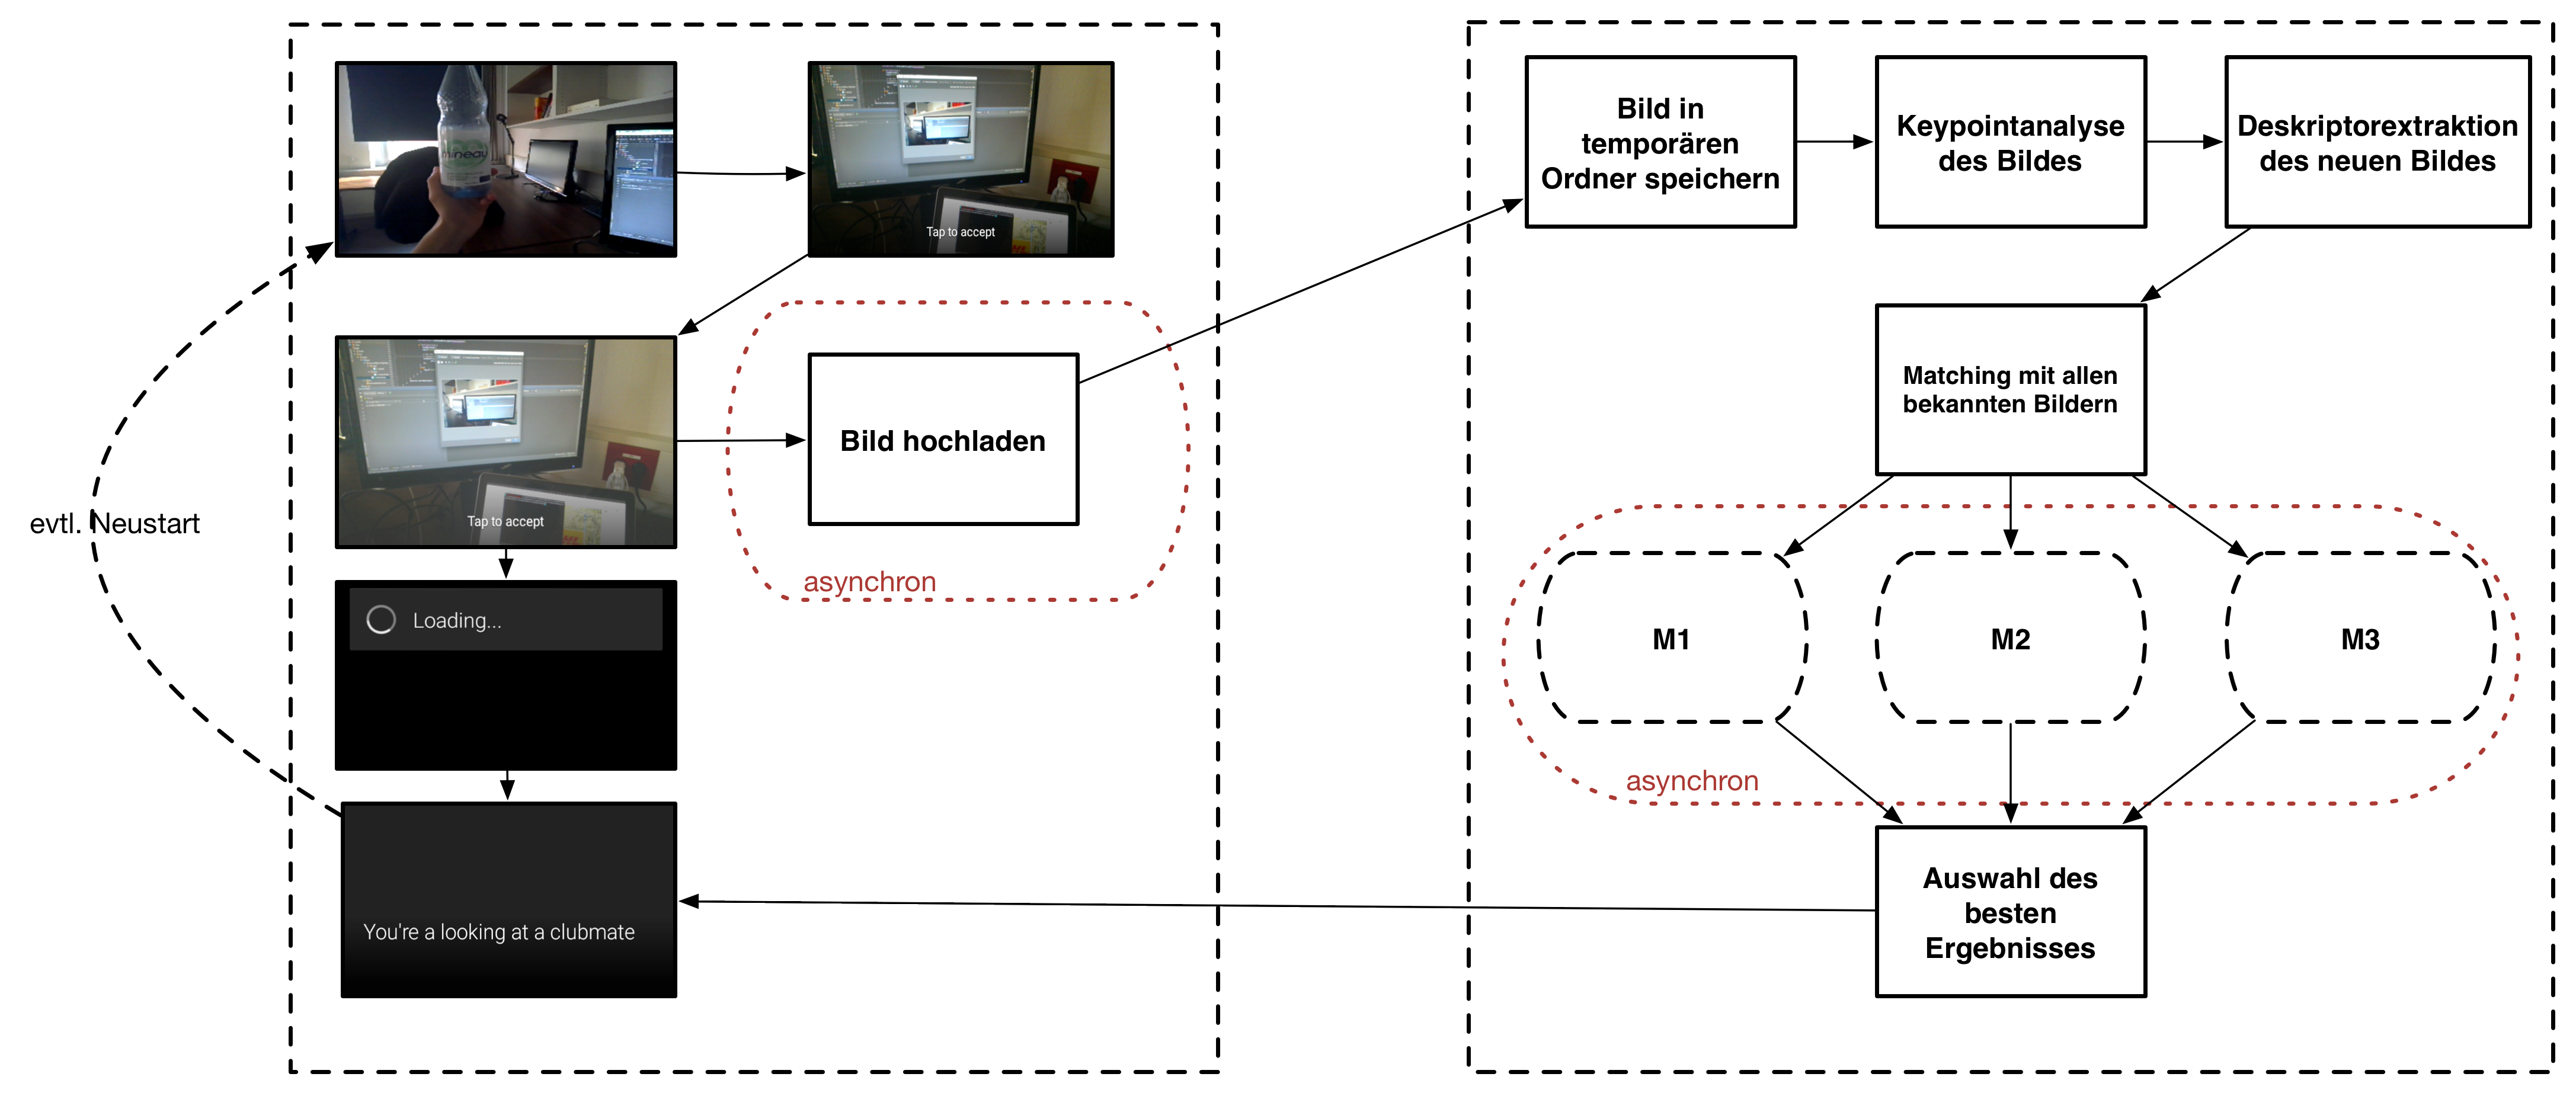 mineau
Tap to accept
Tap to accept
Bild hochladen
asynchron
evtl. Neustart
Loading...
You're a looking at a clubmate
Bild in
temporären
Ordner speichern
Keypointanalyse
des Bildes
Deskriptorextraktion
des neuen Bildes
Matching mit allen
bekannten Bildern
M1
M2
M3
asynchron
Auswahl des
besten
Ergebnisses